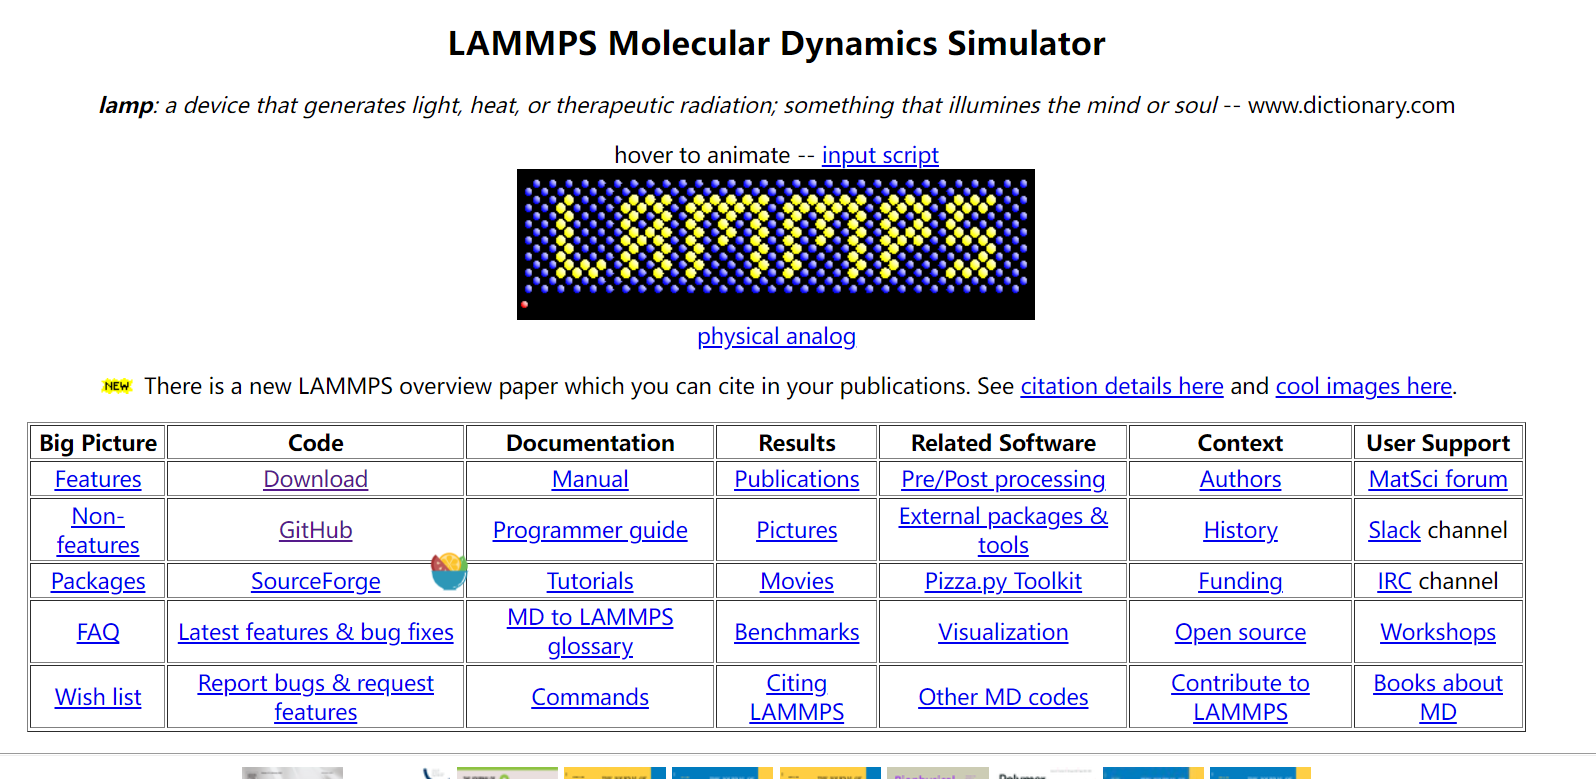 LAMMPS Molecular Dynamics Simulator
lamp: a device that generates light, heat, or therapeutic radiation; something that illumines the mind or soul -- www.dictionary.com
hover to animate -- input script
LAMMPS
physical analog
NEW There is a new LAMMPS overview paper which you can cite in your publications. See citation details here and cool images here.
Big Picture Code Documentation Results Related Software Context User Support
Features Download Manual Publications Pre/Post processing Authors MatSci forum
Non-
features GitHub Programmer guide Pictures External packages &
tools History Slack channel
Packages SourceForge Tutorials Movies Pizza.py Toolkit Funding IRC channel
FAQ Latest features & bug fixes MD to LAMMPS
glossary Benchmarks Visualization Open source Workshops
Wish list Report bugs & request
features Commands Citing
LAMMPS Other MD codes Contribute to
LAMMPS Books about
MD